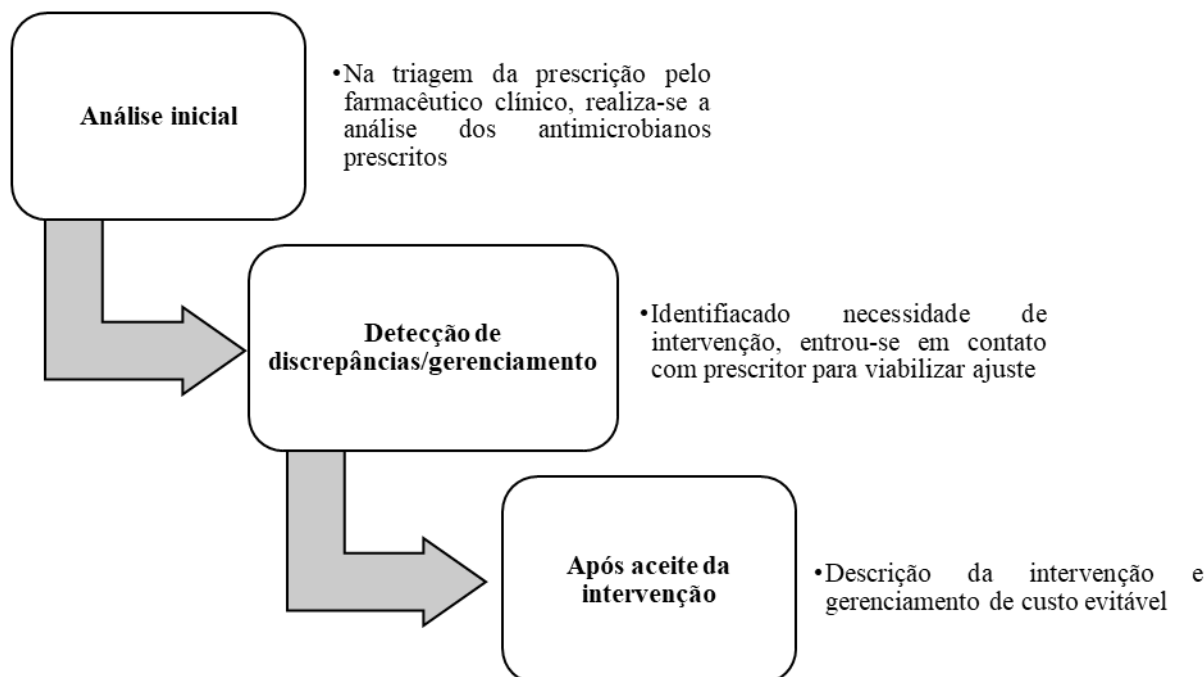 Análise inicial
•Na triagem da prescrição pelo
farmacêutico clínico, realiza-se a
análise dos antimicrobianos
prescritos
Detecção de
discrepâncias/gerenciamento
•Identifiacado necessidade de
intervenção, entrou-se em contato
com prescritor para viabilizar ajuste
Após aceite da
intervenção
•Descrição da intervenção e
gerenciamento de custo evitável